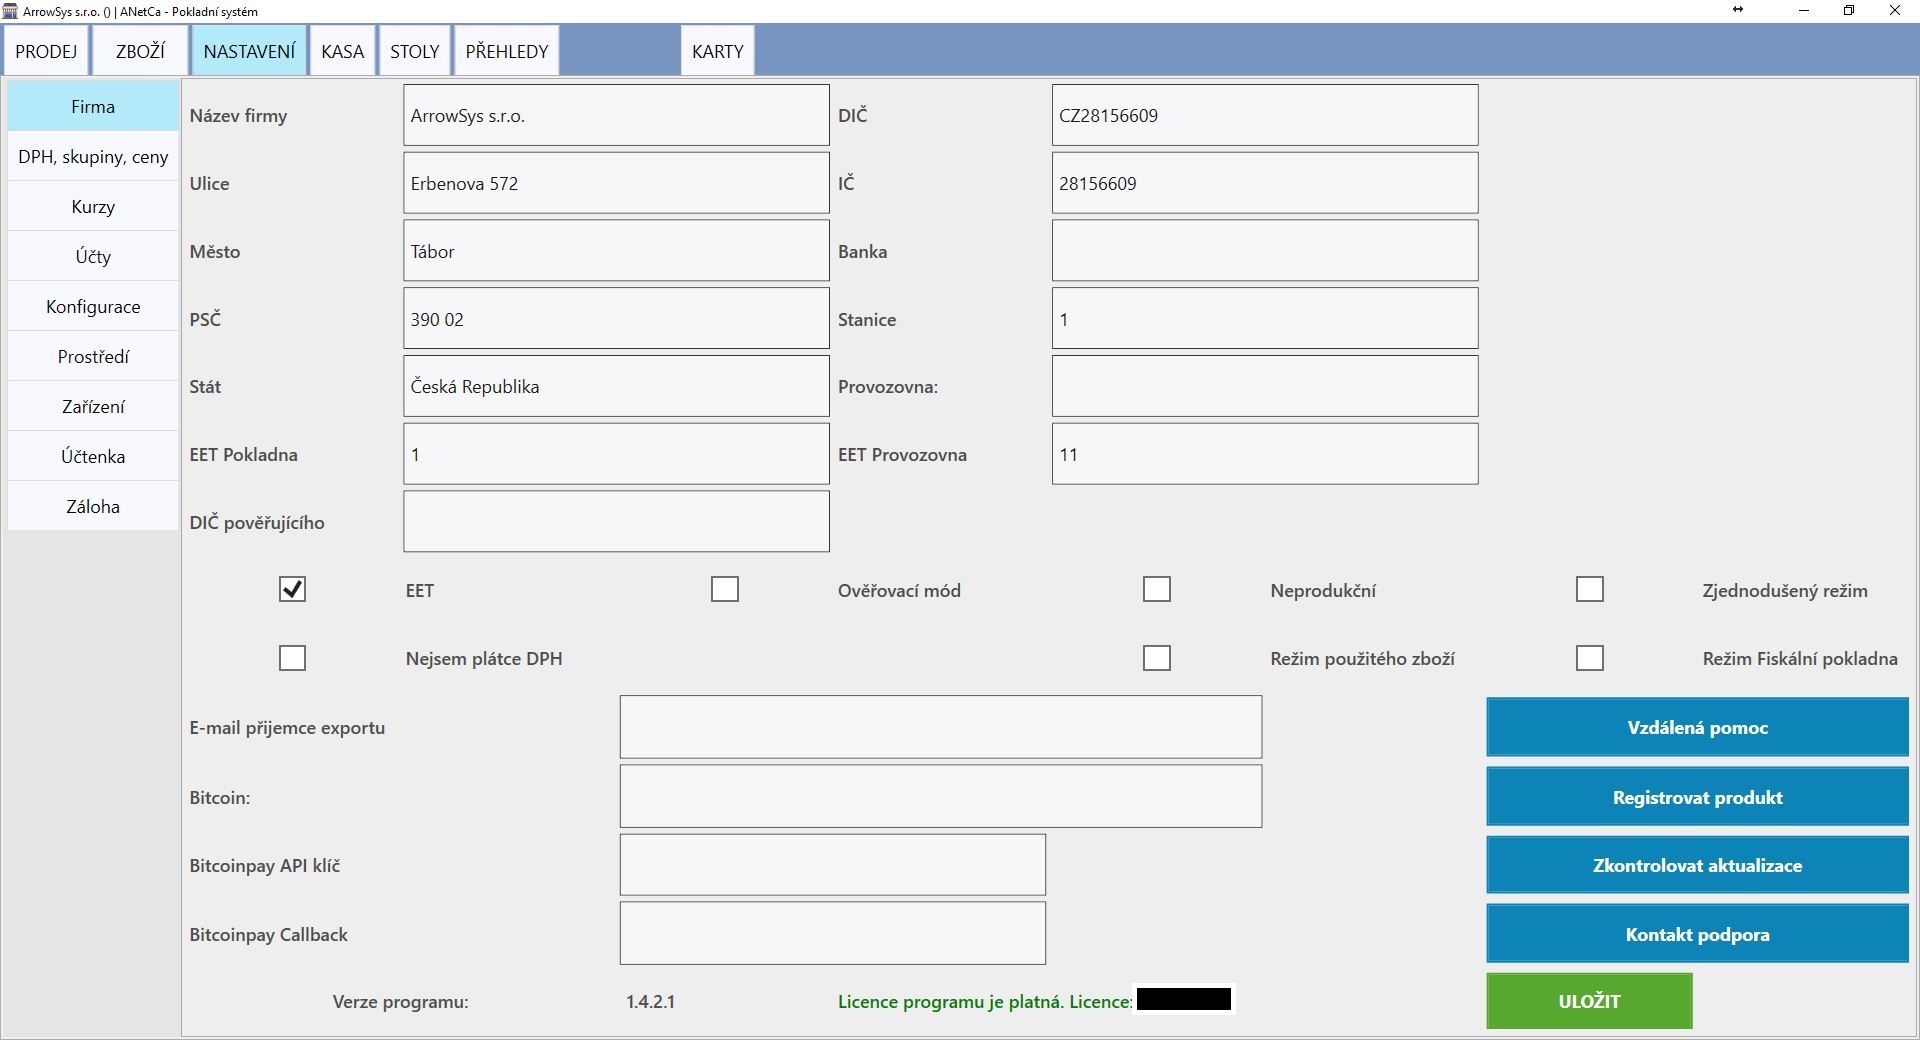 ArrowSys s.r.o. () | ANetCa - Pokladní systém
PRODEJ ZBOŽÍ NASTAVENÍ KASA STOLY PŘEHLEDY KARTY
Firma
DPH, skupiny, ceny
Kurzy
Účty
Konfigurace
Prostředí
Zařízení
Účtenka
Záloha
Název firmy ArrowSys s.r.o. DIČ CZ28156609
Ulice Erbenova 572 IČ 28156609
Město Tábor Banka
PSČ 390 02 Stanice 1
Stát Česká Republika Provozovna:
EET Pokladna 1 EET Provozovna 11
DIČ pověřujícího
EET Ověřovací mód Neprodukční Zjednodušený režim
Nejsem plátce DPH Režim použitého zboží Režim Fiskální pokladna
E-mail přijemce exportu Vzdálená pomoc
Bitcoin: Registrovat produkt
Bitcoinpay API klíč Zkontrolovat aktualizace
Bitcoinpay Callback Kontakt podpora
Verze programu: 1.4.2.1 Licence programu je platná. Licence: ULOŽIT